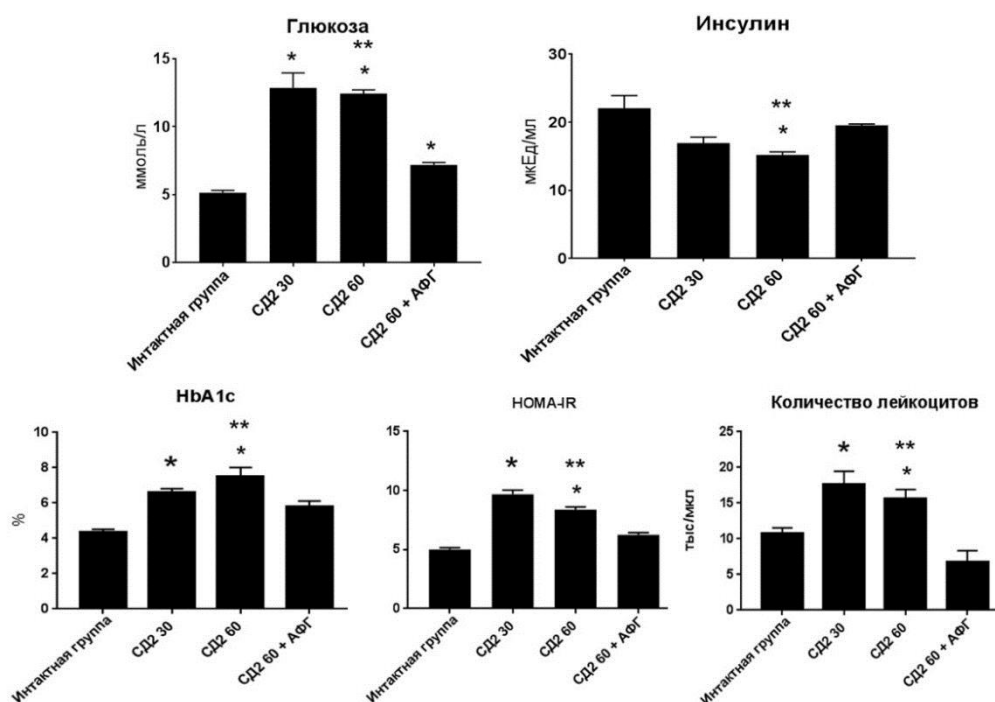 Глюкоза
15
10
5
0
ммоль/л
*
**
*
*
Интактная группа
СД2 30
СД2 60
СД2 60 + АФГ
Инсулин
30
20
10
0
мкЕд/мл
**
*
Интактная группа
СД2 30
СД2 60
СД2 60 + АФГ
HbA1c
10
8
6
4
2
0
%
*
**
*
Интактная группа
СД2 30
СД2 60
СД2 60 + АФГ
HOMA-IR
15
10
5
0
*
**
*
Интактная группа
СД2 30
СД2 60
СД2 60 + АФГ
Количество лейкоцитов
25
20
15
10
5
0
тыс/мкл
*
**
*
Интактная группа
СД2 30
СД2 60
СД2 60 + АФГ